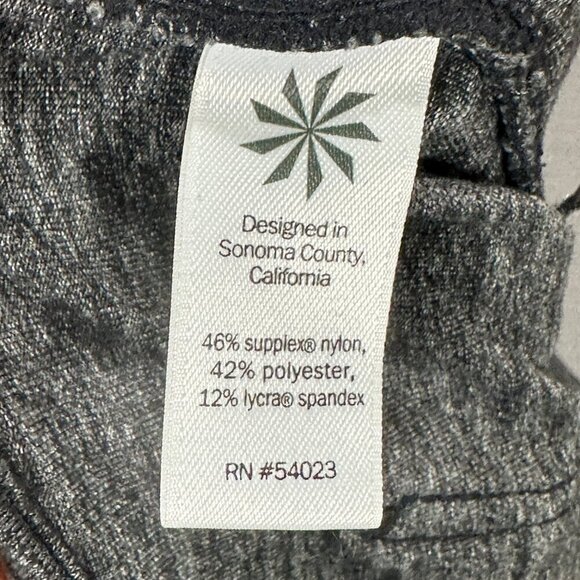 Designed in
Sonoma County,
California
46% supplex® nylon,
42% polyester,
12% lycra® spandex
RN #54023